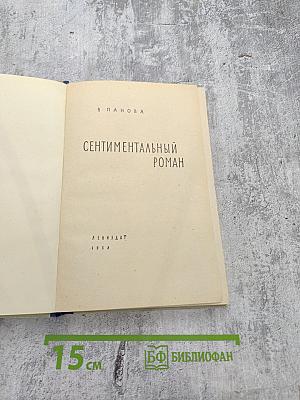 В ПАНОВА
СЕНТИМЕНТАЛЬНЫЙ
РОМАН
ЛЕНИЗДАТ
1958
15 СМ
БФ БИБЛИОФАН